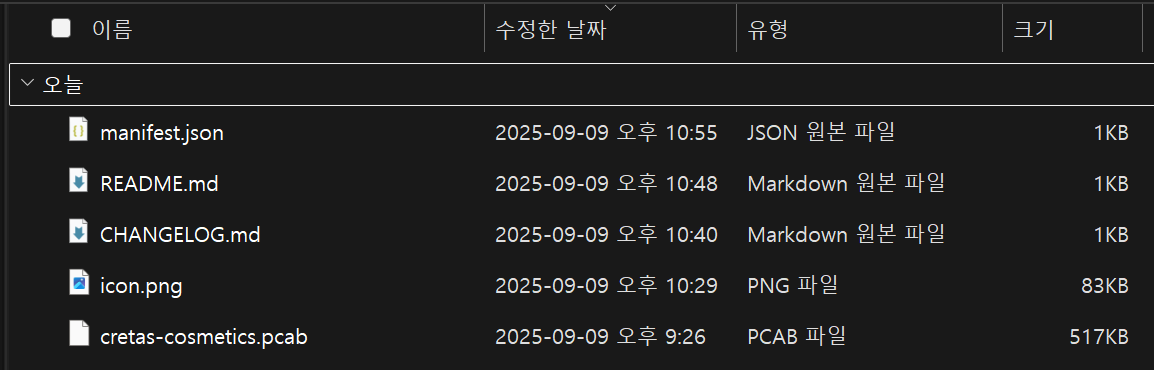 이름 수정한 날짜 유형 크기
오늘
manifest.json 2025-09-09 오후 10:55 JSON 원본 파일 1KB
README.md 2025-09-09 오후 10:48 Markdown 원본 파일 1KB
CHANGELOG.md 2025-09-09 오후 10:40 Markdown 원본 파일 1KB
icon.png 2025-09-09 오후 10:29 PNG 파일 83KB
cretas-cosmetics.pcab 2025-09-09 오후 9:26 PCAB 파일 517KB